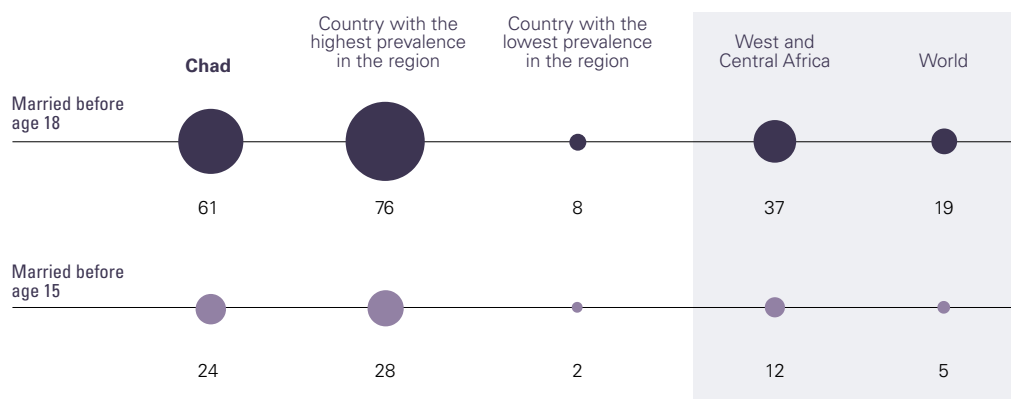 Chad
Country with the
highest prevalence
in the region
Country with the
lowest prevalence
in the region
West and
Central Africa
World
Married before
age 18
61
76
8
37
19
Married before
age 15
24
28
2
12
5